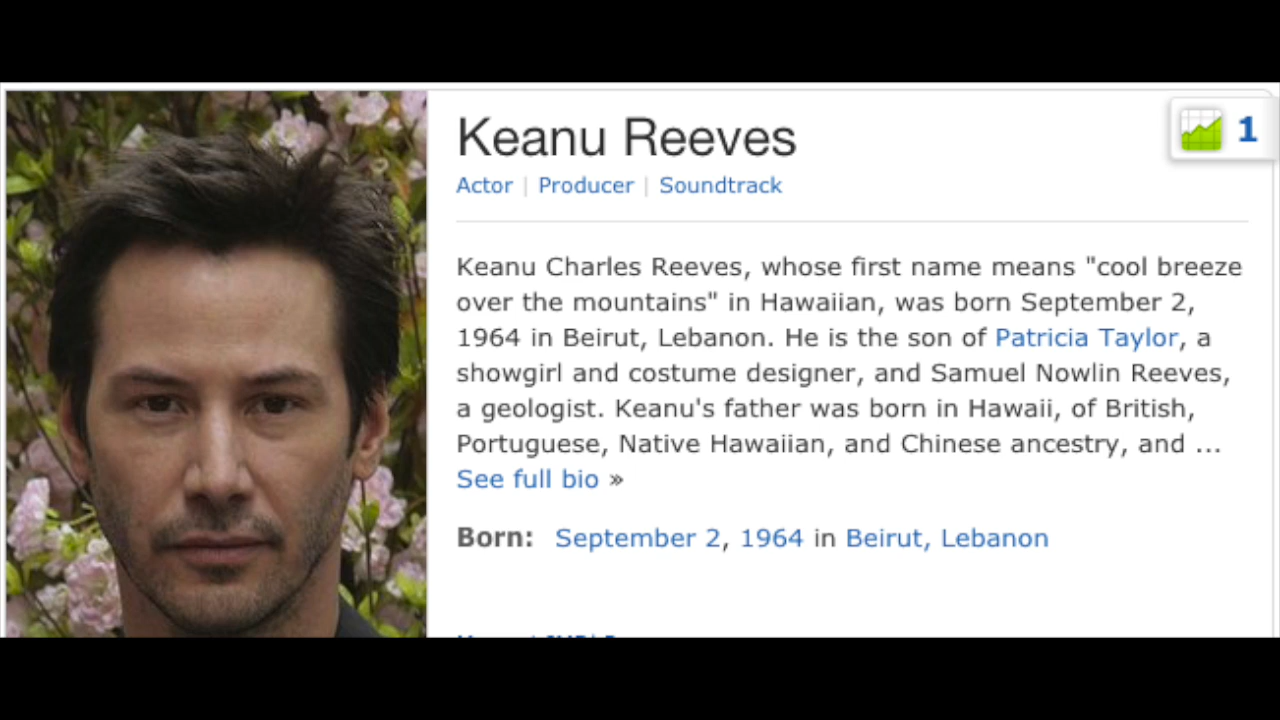 Keanu Reeves
1
Actor | Producer | Soundtrack
Keanu Charles Reeves, whose first name means "cool breeze
over the mountains" in Hawaiian, was born September 2,
1964 in Beirut, Lebanon. He is the son of Patricia Taylor, a
showgirl and costume designer, and Samuel Nowlin Reeves,
a geologist. Keanu's father was born in Hawaii, of British,
Portuguese, Native Hawaiian, and Chinese ancestry, and ...
See full bio »
Born: September 2, 1964 in Beirut, Lebanon